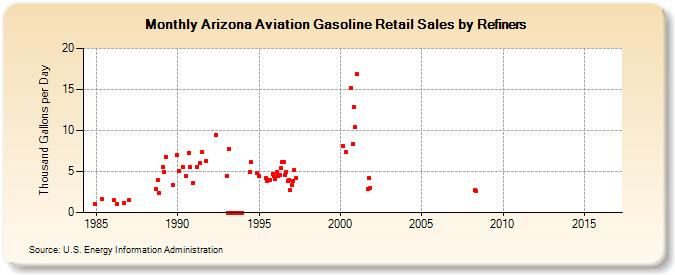 Monthly Arizona Aviation Gasoline Retail Sales by Refiners
Thousand Gallons per Day
20
15
10
5
0
1985 1990 1995 2000 2005 2010 2015
Source: U.S. Energy Information Administration